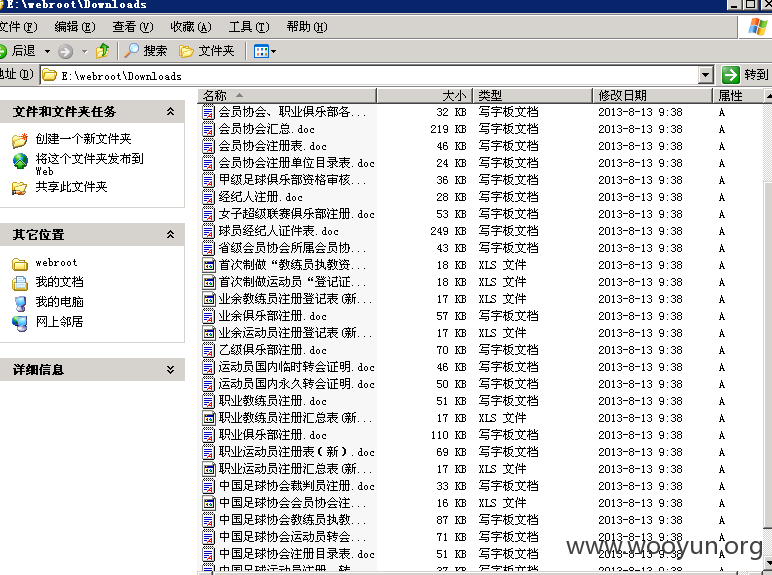 E:\webroot\Downloads
文件(F) 编辑(E) 查看(V) 收藏(A) 工具(T) 帮助(H)
后退 搜索 文件夹
地址(D) E:\webroot\Downloads 转到
文件和文件夹任务
创建一个新文件夹
将这个文件夹发布到
Web
共享此文件夹
其它位置
webroot
我的文档
我的电脑
网上邻居
详细信息
名称 大小 类型 修改日期 属性
会员协会、职业俱乐部各... 32 KB 写字板文档 2013-8-13 9:38 A
会员协会汇总.doc 219 KB 写字板文档 2013-8-13 9:38 A
会员协会注册表.doc 46 KB 写字板文档 2013-8-13 9:38 A
会员协会注册单位目录表.doc 24 KB 写字板文档 2013-8-13 9:38 A
甲级足球俱乐部资格审核... 36 KB 写字板文档 2013-8-13 9:38 A
经纪人注册.doc 28 KB 写字板文档 2013-8-13 9:38 A
女子超级联赛俱乐部注册.doc 53 KB 写字板文档 2013-8-13 9:38 A
球员经纪人证件表.doc 249 KB 写字板文档 2013-8-13 9:38 A
省级会员协会所属会员协... 43 KB 写字板文档 2013-8-13 9:38 A
首次制做“教练员执教资... 18 KB XLS 文件 2013-8-13 9:38 A
首次制做运动员“登记证... 18 KB XLS 文件 2013-8-13 9:38 A
业余教练员注册登记表(新... 17 KB XLS 文件 2013-8-13 9:38 A
业余俱乐部注册.doc 57 KB 写字板文档 2013-8-13 9:38 A
业余运动员注册登记表(新... 17 KB XLS 文件 2013-8-13 9:38 A
乙级俱乐部注册.doc 70 KB 写字板文档 2013-8-13 9:38 A
运动员国内临时转会证明.doc 46 KB 写字板文档 2013-8-13 9:38 A
运动员国内永久转会证明.doc 50 KB 写字板文档 2013-8-13 9:38 A
职业教练员注册.doc 51 KB 写字板文档 2013-8-13 9:38 A
职业教练员注册汇总表(新... 17 KB XLS 文件 2013-8-13 9:38 A
职业俱乐部注册.doc 110 KB 写字板文档 2013-8-13 9:38 A
职业运动员注册表(新).doc 69 KB 写字板文档 2013-8-13 9:38 A
职业运动员注册汇总表(新... 17 KB XLS 文件 2013-8-13 9:38 A
中国足球协会裁判员注册.doc 33 KB 写字板文档 2013-8-13 9:38 A
中国足球协会会员协会注... 16 KB XLS 文件 2013-8-13 9:38 A
中国足球协会教练员执教... 87 KB 写字板文档 2013-8-13 9:38 A
中国足球协会运动员转会... 71 KB 写字板文档 2013-8-13 9:38 A
中国足球协会注册目录表.doc 51 KB 写字板文档 2013-8-13 9:38 A
中国足球运动员注册、转... 37 KB 写字板文档 2013-8-13 9:38 A
www.wooyun.org